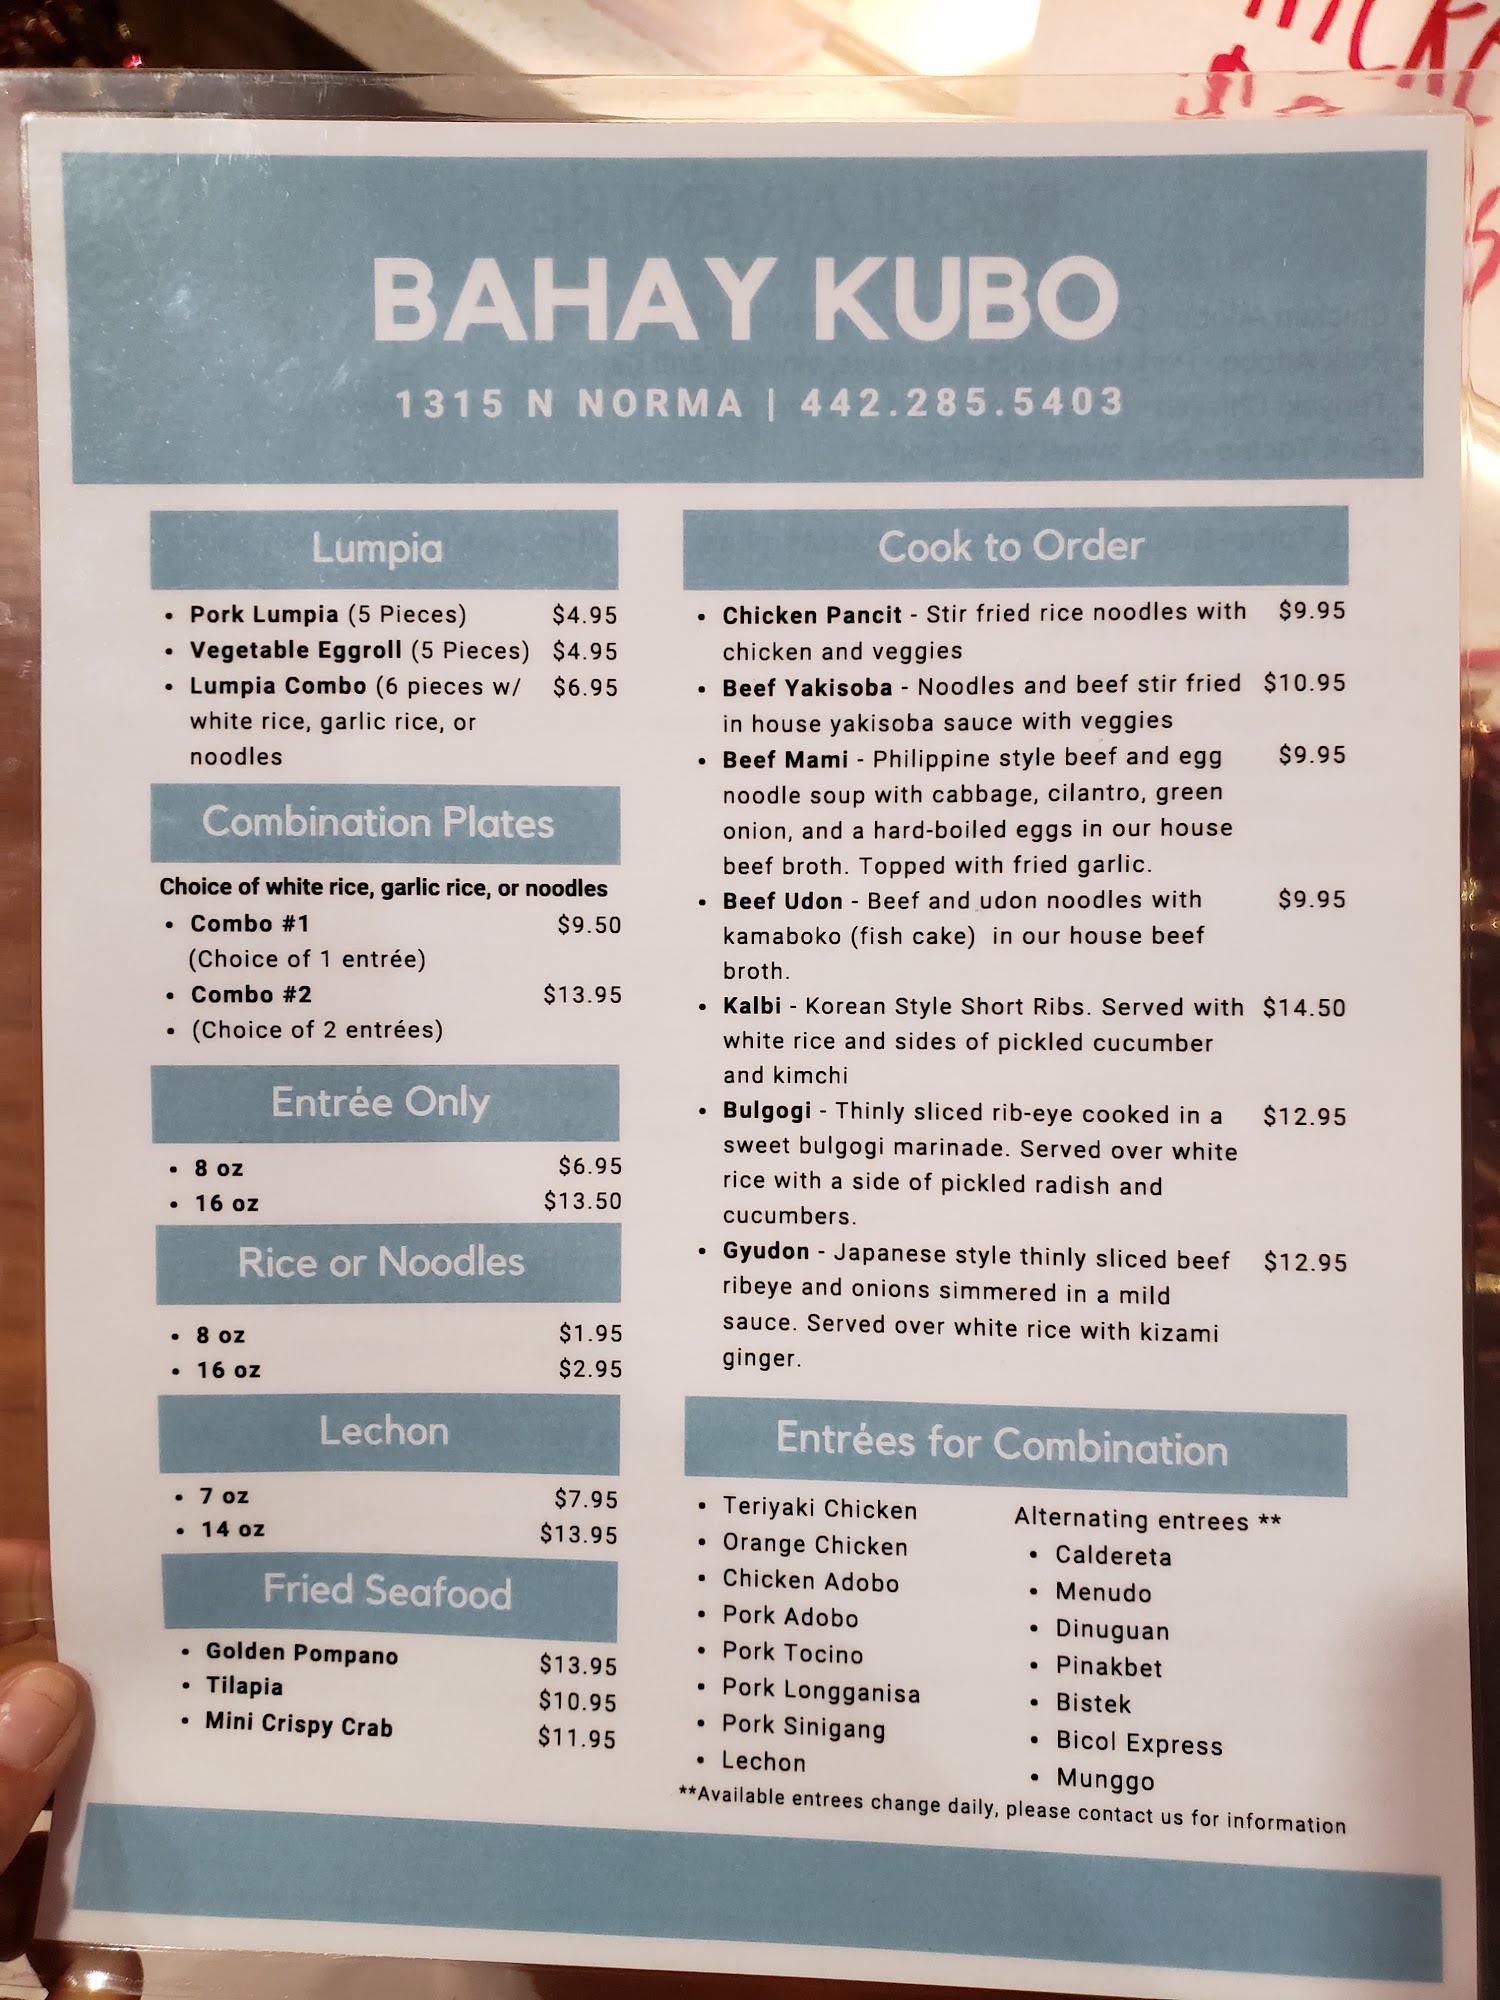 BAHAY KUBO
1315 N NORMA | 442.285.5403
Lumpia
• Pork Lumpia (5 Pieces) $4.95
• Vegetable Eggroll (5 Pieces) $4.95
• Lumpia Combo (6 pieces w/ $6.95
white rice, garlic rice, or
noodles
Combination Plates
Choice of white rice, garlic rice, or noodles
• Combo #1 $9.50
(Choice of 1 entrée)
• Combo #2 $13.95
• (Choice of 2 entrées)
Entrée Only
• 8 oz $6.95
• 16 oz $13.50
Rice or Noodles
• 8 oz $1.95
• 16 oz $2.95
Lechon
• 7 oz $7.95
• 14 oz $13.95
Fried Seafood
• Golden Pompano $13.95
• Tilapia $10.95
• Mini Crispy Crab $11.95
Cook to Order
• Chicken Pancit - Stir fried rice noodles with $9.95
chicken and veggies
• Beef Yakisoba - Noodles and beef stir fried $10.95
in house yakisoba sauce with veggies
• Beef Mami - Philippine style beef and egg $9.95
noodle soup with cabbage, cilantro, green
onion, and a hard-boiled eggs in our house
beef broth. Topped with fried garlic.
• Beef Udon - Beef and udon noodles with $9.95
kamaboko (fish cake) in our house beef
broth.
• Kalbi - Korean Style Short Ribs. Served with $14.50
white rice and sides of pickled cucumber
and kimchi
• Bulgogi - Thinly sliced rib-eye cooked in a $12.95
sweet bulgogi marinade. Served over white
rice with a side of pickled radish and
cucumbers.
• Gyudon - Japanese style thinly sliced beef $12.95
ribeye and onions simmered in a mild
sauce. Served over white rice with kizami
ginger.
Entrées for Combination
• Teriyaki Chicken
• Orange Chicken
• Chicken Adobo
• Pork Adobo
• Pork Tocino
• Pork Longganisa
• Pork Sinigang
• Lechon
Alternating entrees **
• Caldereta
• Menudo
• Dinuguan
• Pinakbet
• Bistek
• Bicol Express
• Munggo
**Available entrees change daily, please contact us for information